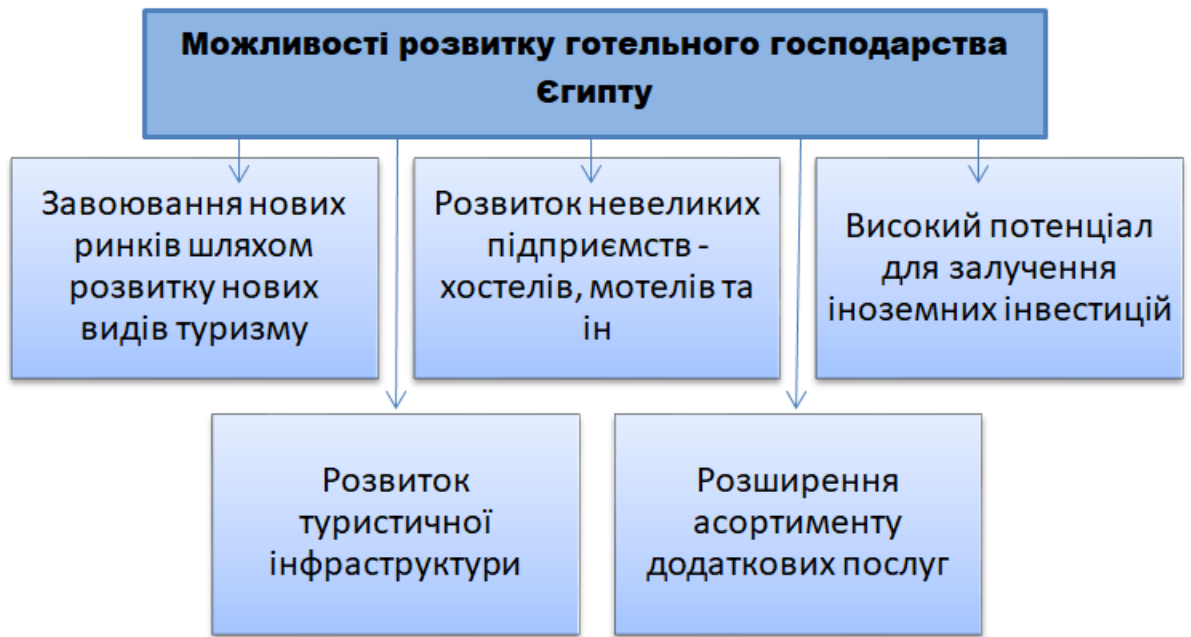 Можливості розвитку готельного господарства
Єгипту
Завоювання нових
ринків шляхом
розвитку нових
видів туризму
Розвиток невеликих
підприємств -
хостелів, мотелів та
ін
Високий потенціал
для залучення
іноземних інвестицій
Розвиток
туристичної
інфраструктури
Розширення
асортименту
додаткових послуг